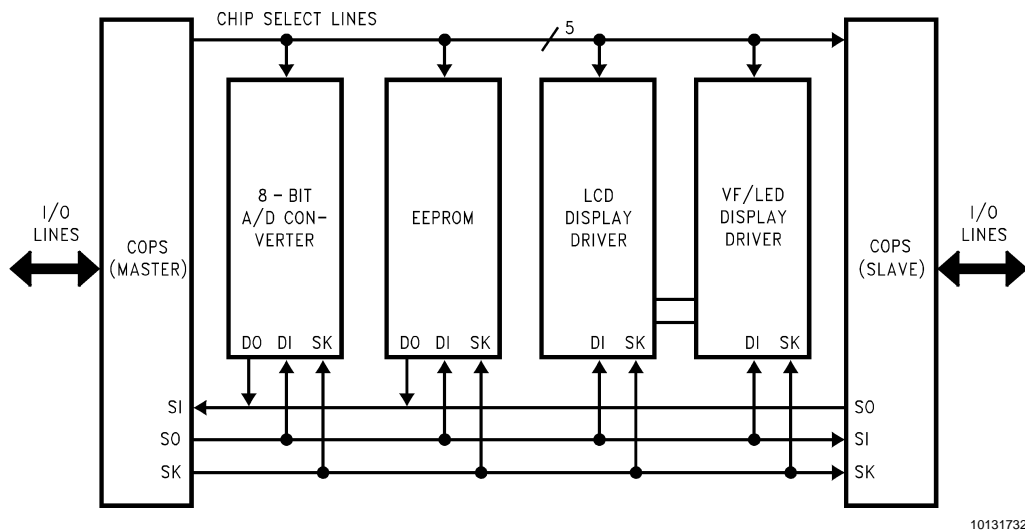 CHIP SELECT LINES
5
I/O
LINES
COPS
(MASTER)
8-BIT
A/D CON-
VERTER
EEPROM
LCD
DISPLAY
DRIVER
VF/LED
DISPLAY
DRIVER
COPS
(SLAVE)
I/O
LINES
DO DI SK
DO DI SK
DI SK
DI SK
SI
SO
SK
SO
SI
SK
10131732